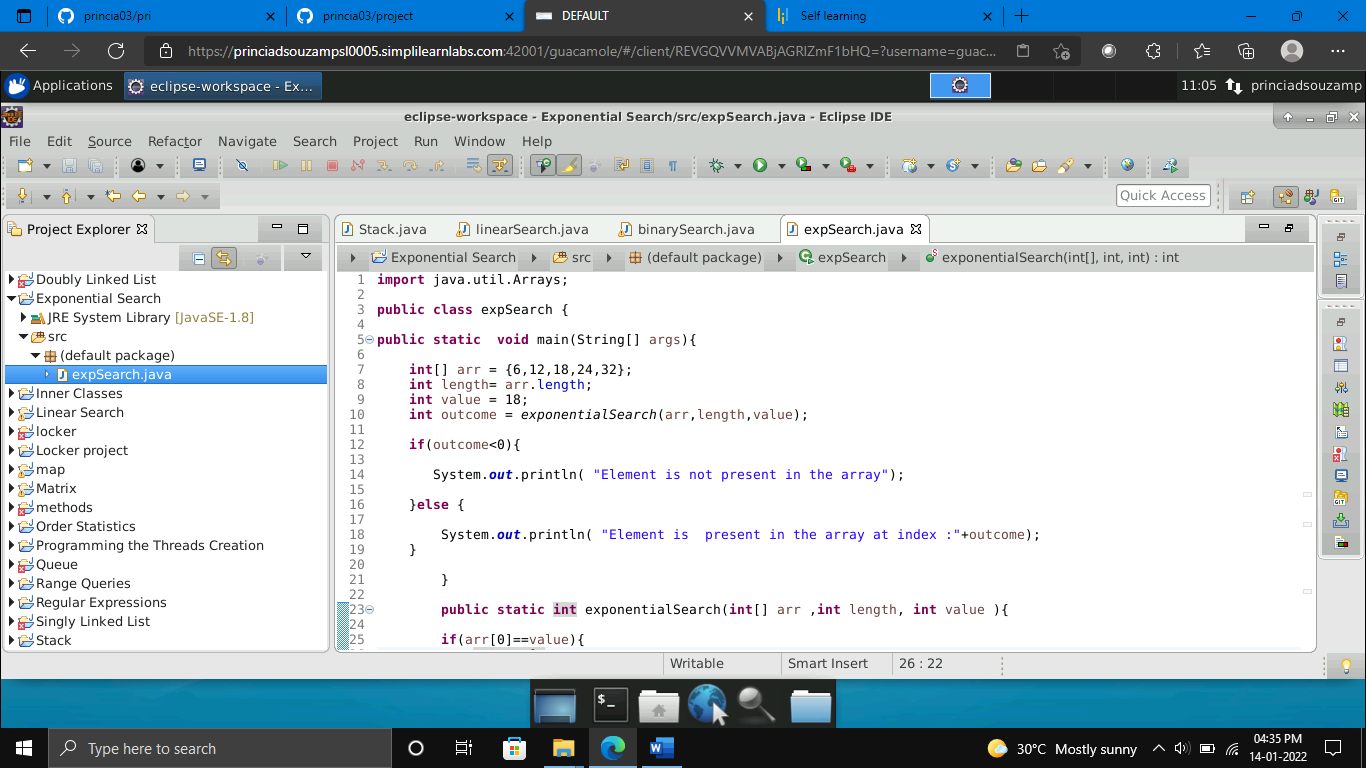 princia03/pri
princia03/project
DEFAULT
Self learning
https://princiadsouzampsl0005.simplilearnlabs.com:42001/guacamole/#/client/REVGQVVMVABjAGRlZmF1bHQ=?username=guac...
Applications
eclipse-workspace - Ex...
11:05
princiadsouzamp
eclipse-workspace - Exponential Search/src/expSearch.java - Eclipse IDE
File Edit Source Refactor Navigate Search Project Run Window Help
Quick Access
Project Explorer
Stack.java
linearSearch.java
binarySearch.java
expSearch.java
Exponential Search
src
(default package)
expSearch
exponentialSearch(int[], int, int) : int
Doubly Linked List
Exponential Search
JRE System Library [JavaSE-1.8]
src
(default package)
expSearch.java
Inner Classes
Linear Search
locker
Locker project
map
Matrix
methods
Order Statistics
Programming the Threads Creation
Queue
Range Queries
Regular Expressions
Singly Linked List
Stack
1 import java.util.Arrays;
2
3 public class expSearch {
4
5 public static  void main(String[] args){
6
7     int[] arr = {6,12,18,24,32};
8     int length= arr.length;
9     int value = 18;
10     int outcome = exponentialSearch(arr,length,value);
11
12     if(outcome<0){
13
14        System.out.println( "Element is not present in the array");
15
16     }else {
17
18         System.out.println( "Element is  present in the array at index :"+outcome);
19     }
20
21         }
22
23         public static int exponentialSearch(int[] arr ,int length, int value ){
24
25         if(arr[0]==value){
Writable
Smart Insert
26 : 22
Type here to search
30°C Mostly sunny
04:35 PM
14-01-2022